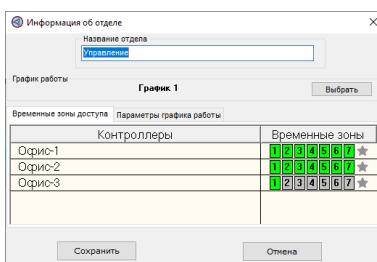 Информация об отделе
Название отдела
Управление
График работы
График 1
Выбрать
Временные зоны доступа Параметры графика работы
Контроллеры Временные зоны
Офис-1 1 2 3 4 5 6 7
Офис-2 1 2 3 4 5 6 7
Офис-3 1 2 3 4 5 6 7
Сохранить Отмена